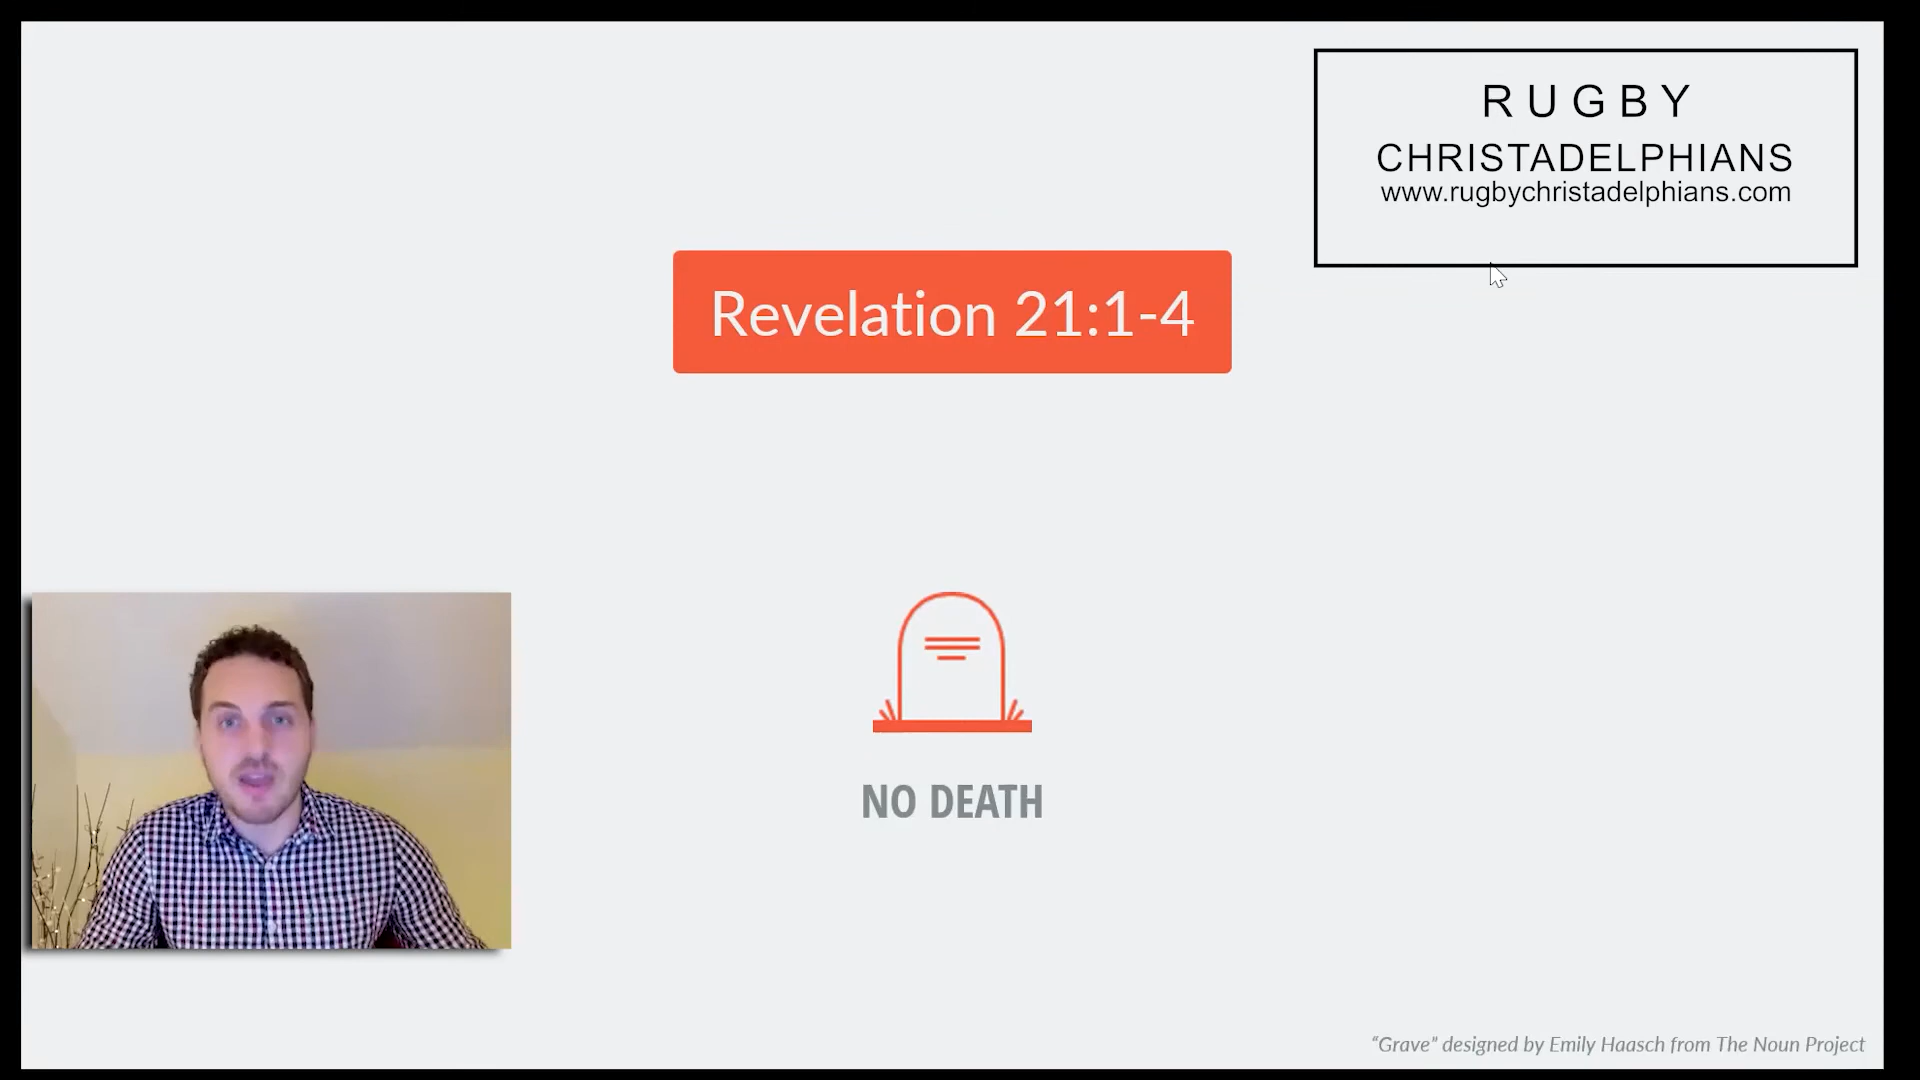 RUGBY
CHRISTADELPHIANS
www.rugbychristadelphians.com
Revelation 21:1-4
NO DEATH
“Grave” designed by Emily Haasch from The Noun Project